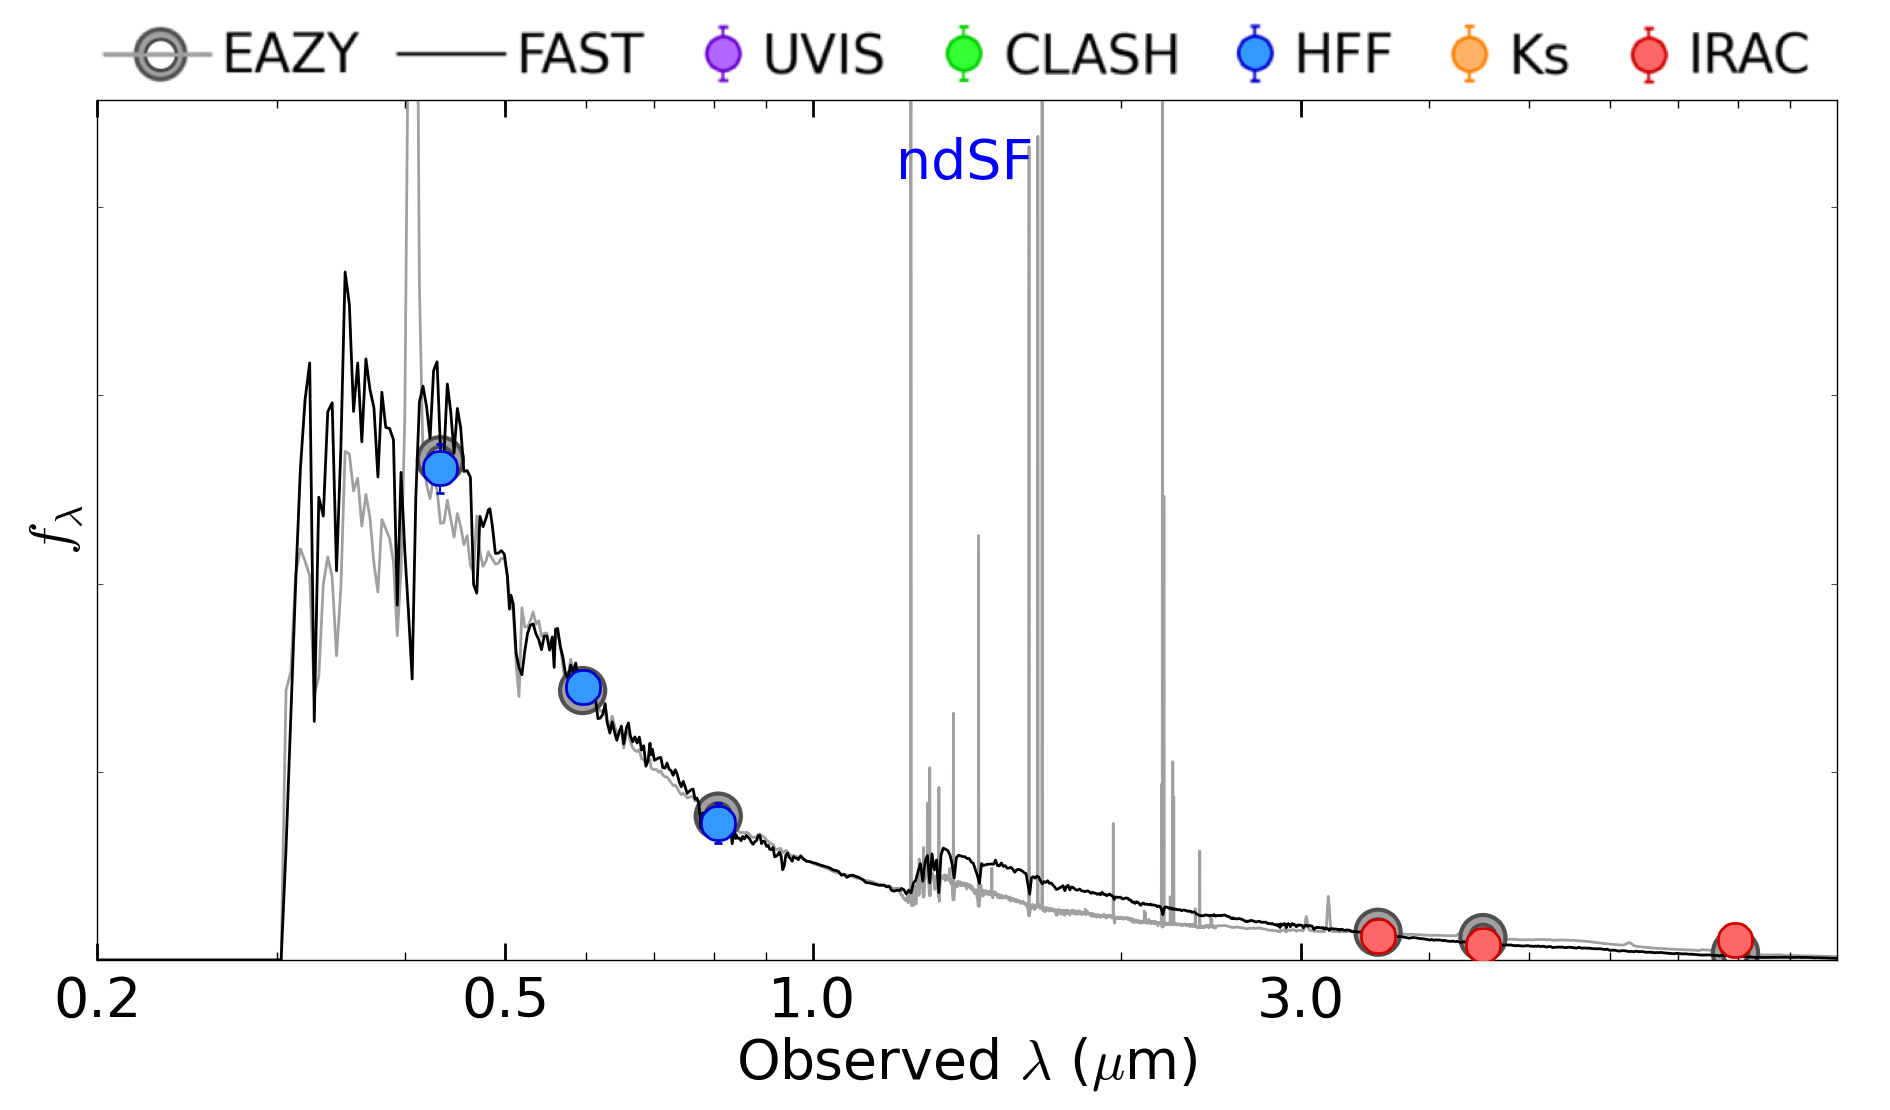 EAZY FAST UVIS CLASH HFF Ks IRAC
ndSF
fλ
0.2 0.5 1.0 3.0
Observed λ (μm)